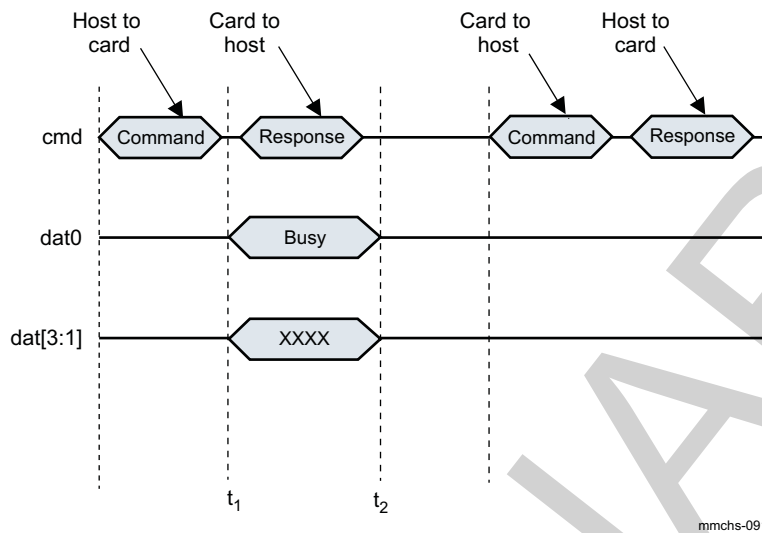 Host to
card
Card to
host
Card to
host
Host to
card
cmd
Command
Response
Command
Response
dat0
Busy
dat[3:1]
XXXX
t1
t2
mmchs-09